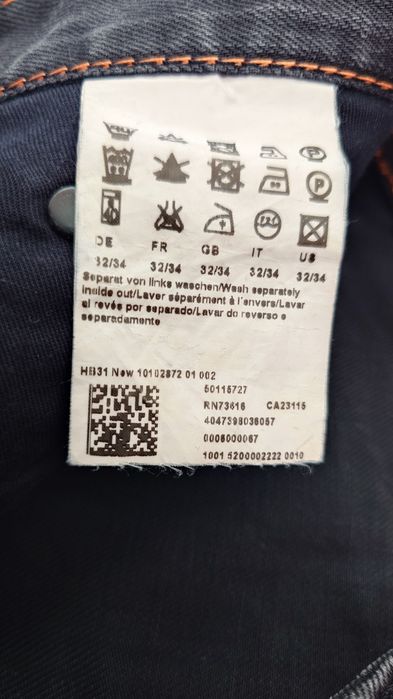 DE FR GB IT US
32/34 32/34 32/34 32/34 32/34
Separat von links waschen/Wash separately
inside out/Laver séparément à l'envers/Lavar
al revés por separado/Lavar do reverso e
separadamente
HB31 New 10102872 01 002
50115727
RN73616 CA23115
4047398036057
0006000067
1001 5200002222 0010